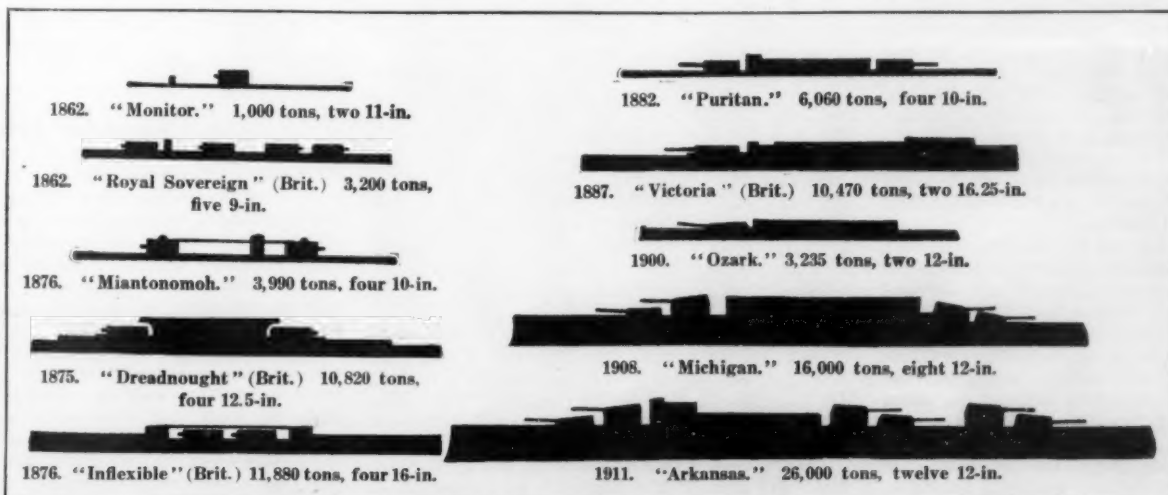 1862. "Monitor." 1,000 tons, two 11-in.
1862. "Royal Sovereign" (Brit.) 3,200 tons,
five 9-in.
1876. "Miantonomoh." 3,990 tons, four 10-in.
1875. "Dreadnought" (Brit.) 10,820 tons,
four 12.5-in.
1876. "Inflexible" (Brit.) 11,880 tons, four 16-in.
1882. "Puritan." 6,060 tons, four 10-in.
1887. "Victoria" (Brit.) 10,470 tons, two 16.25-in.
1900. "Ozark." 3,235 tons, two 12-in.
1908. "Michigan." 16,000 tons, eight 12-in.
1911. "Arkansas." 26,000 tons, twelve 12-in.